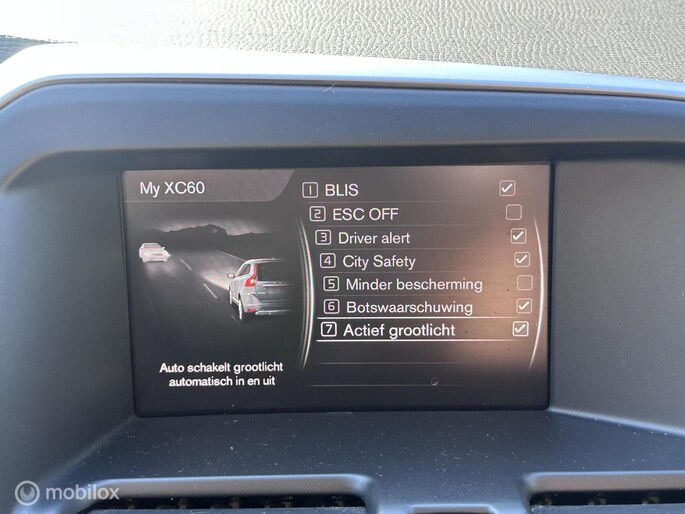 My XC60
1 BLIS
2 ESC OFF
3 Driver alert
4 City Safety
5 Minder bescherming
6 Botswaarschuwing
7 Actief grootlicht
Auto schakelt grootlicht
automatisch in en uit
mobilox